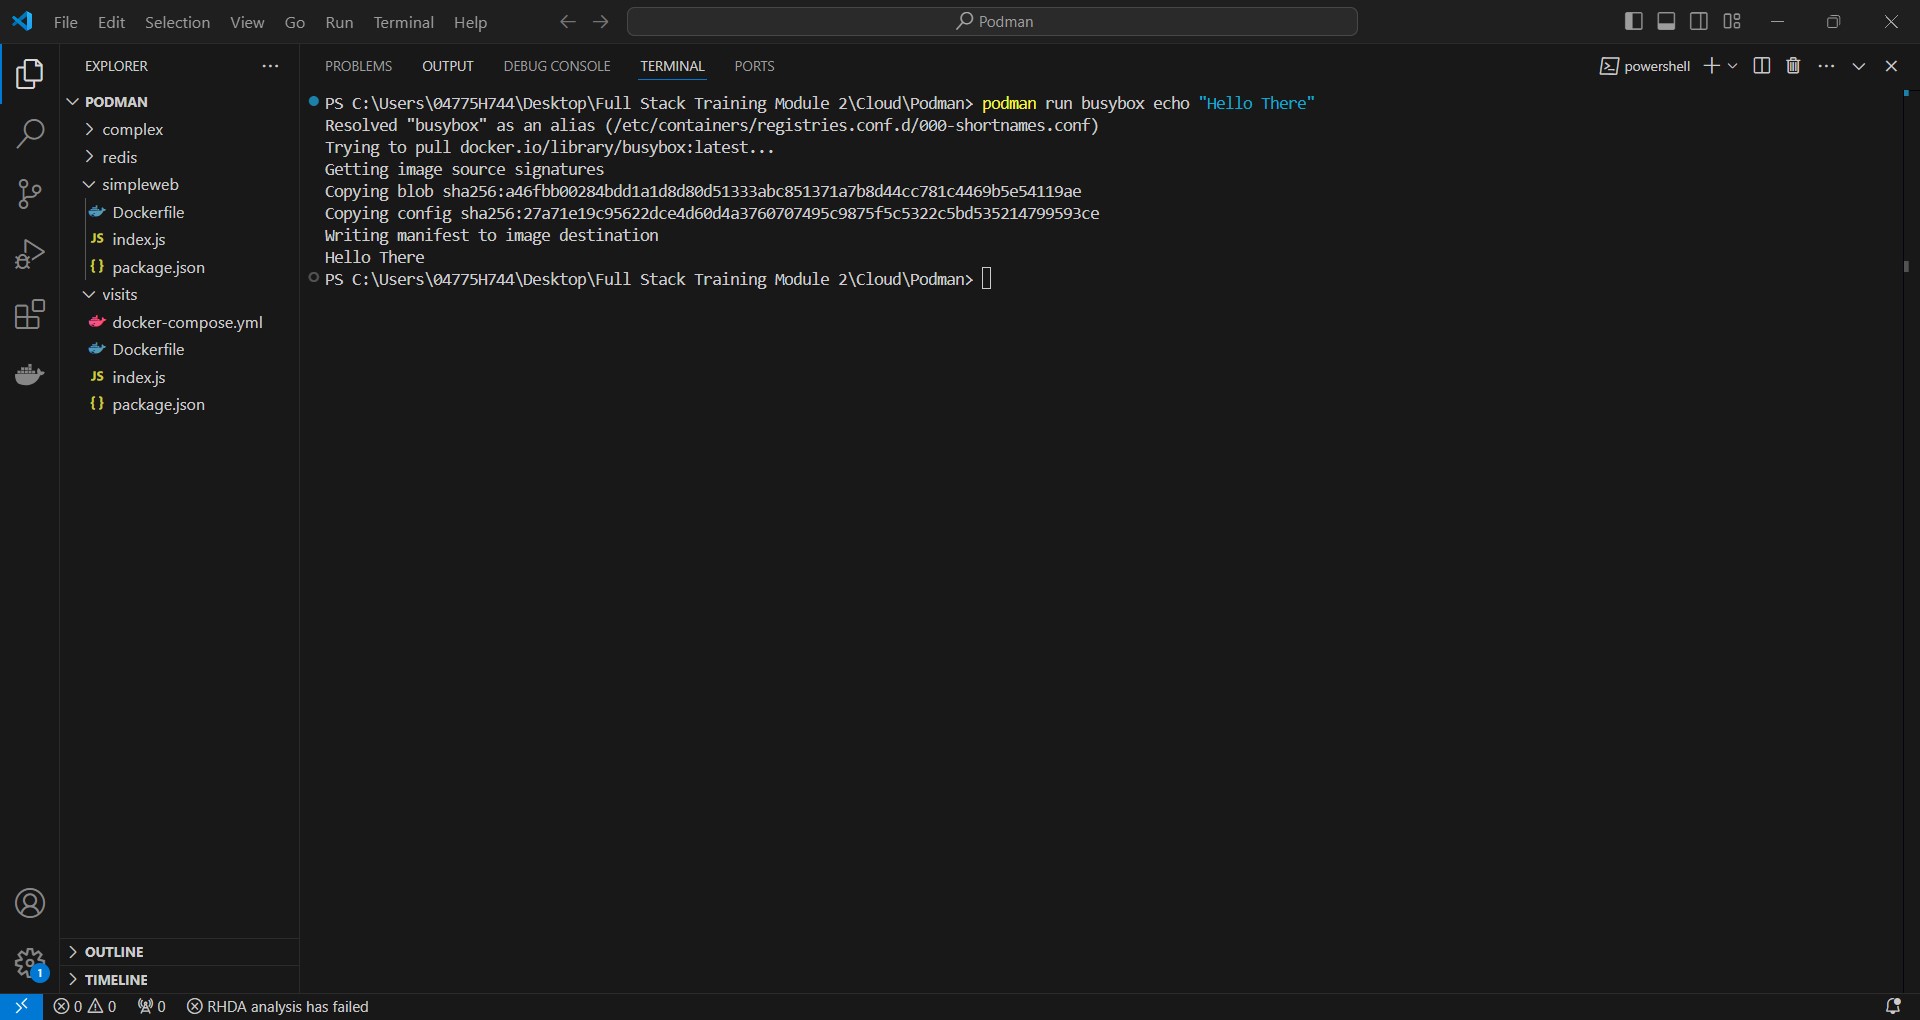 File Edit Selection View Go Run Terminal Help
Podman
EXPLORER
PROBLEMS OUTPUT DEBUG CONSOLE TERMINAL PORTS
powershell
PODMAN
complex
redis
simpleweb
Dockerfile
JS index.js
{} package.json
visits
docker-compose.yml
Dockerfile
JS index.js
{} package.json
PS C:\Users\04775H744\Desktop\Full Stack Training Module 2\Cloud\Podman> podman run busybox echo "Hello There"
Resolved "busybox" as an alias (/etc/containers/registries.conf.d/000-shortnames.conf)
Trying to pull docker.io/library/busybox:latest...
Getting image source signatures
Copying blob sha256:a46fbb00284bdd1a1d8d80d51333abc851371a7b8d44cc781c4469b5e54119ae
Copying config sha256:27a71e19c95622dce4d60d4a3760707495c9875f5c5322c5bd535214799593ce
Writing manifest to image destination
Hello There
PS C:\Users\04775H744\Desktop\Full Stack Training Module 2\Cloud\Podman>
OUTLINE
1
TIMELINE
0 0 0 RHDA analysis has failed